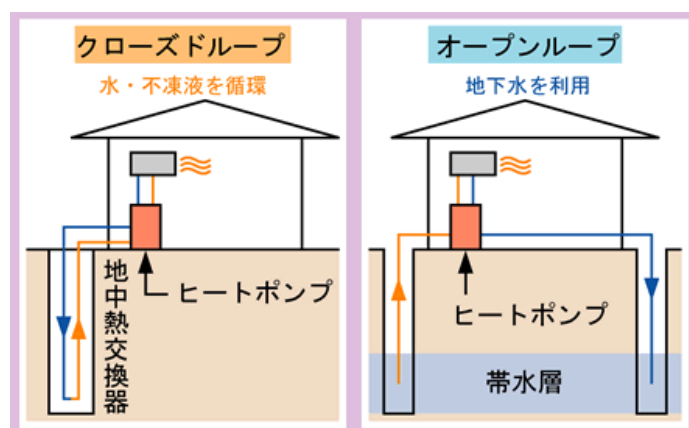 クローズドループ
水・不凍液を循環
地中熱交換器
ヒートポンプ
オープンループ
地下水を利用
ヒートポンプ
帯水層